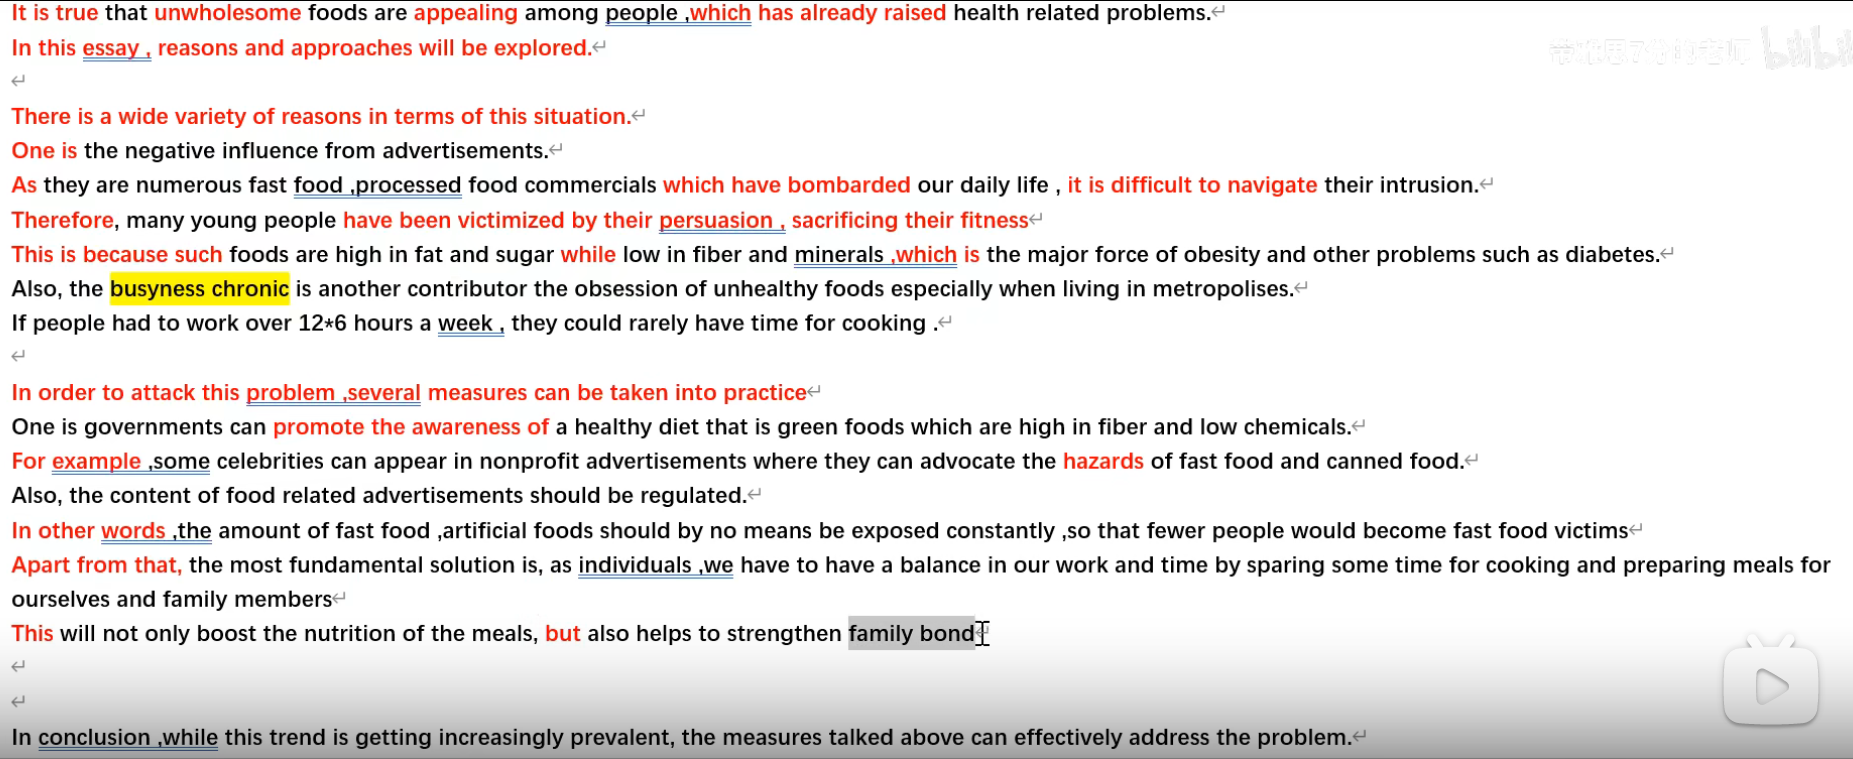 It is true that unwholesome foods are appealing among people ,which has already raised health related problems.
In this essay , reasons and approaches will be explored.
There is a wide variety of reasons in terms of this situation.
One is the negative influence from advertisements.
As they are numerous fast food ,processed food commercials which have bombarded our daily life , it is difficult to navigate their intrusion.
Therefore, many young people have been victimized by their persuasion , sacrificing their fitness
This is because such foods are high in fat and sugar while low in fiber and minerals ,which is the major force of obesity and other problems such as diabetes.
Also, the busyness chronic is another contributor the obsession of unhealthy foods especially when living in metropolises.
If people had to work over 12*6 hours a week , they could rarely have time for cooking .
In order to attack this problem ,several measures can be taken into practice
One is governments can promote the awareness of a healthy diet that is green foods which are high in fiber and low chemicals.
For example ,some celebrities can appear in nonprofit advertisements where they can advocate the hazards of fast food and canned food.
Also, the content of food related advertisements should be regulated.
In other words ,the amount of fast food ,artificial foods should by no means be exposed constantly ,so that fewer people would become fast food victims
Apart from that, the most fundamental solution is, as individuals ,we have to have a balance in our work and time by sparing some time for cooking and preparing meals for
ourselves and family members
This will not only boost the nutrition of the meals, but also helps to strengthen family bond
In conclusion ,while this trend is getting increasingly prevalent, the measures talked above can effectively address the problem.